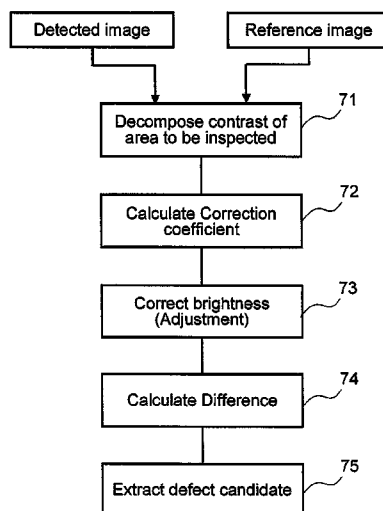 Detected image
Reference image
71
Decompose contrast of
area to be inspected
72
Calculate Correction
coefficient
73
Correct brightness
(Adjustment)
74
Calculate Difference
75
Extract defect candidate